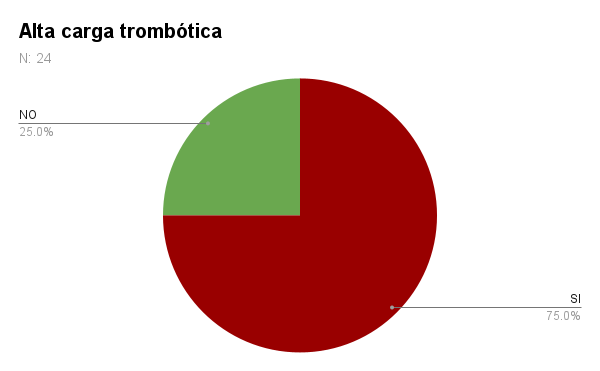 Alta carga trombótica
N: 24
NO
25.0%
SI
75.0%